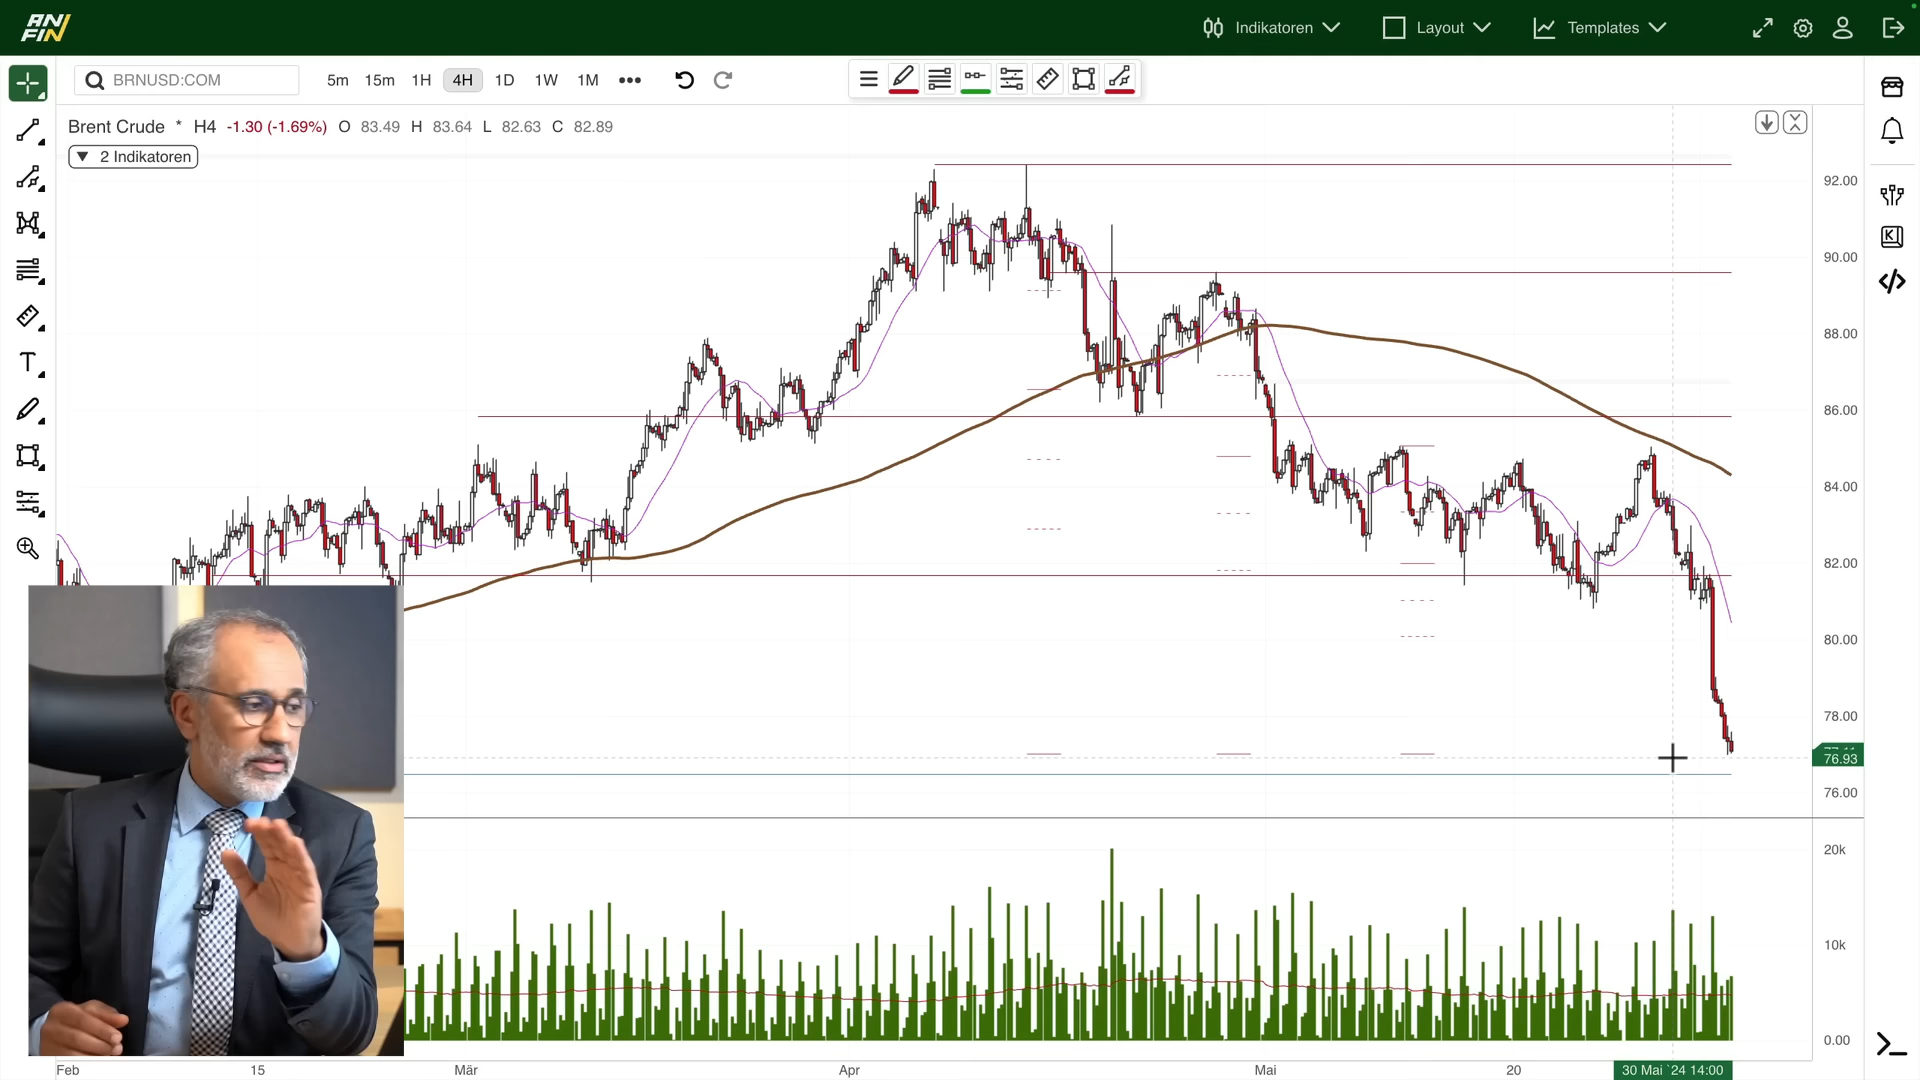 ANFIN
Indikatoren
Layout
Templates
BRNUSD:COM
5m 15m 1H 4H 1D 1W 1M
Brent Crude * H4 -1.30 (-1.69%) O 83.49 H 83.64 L 82.63 C 82.89
▼ 2 Indikatoren
92.00
90.00
88.00
86.00
84.00
82.00
80.00
78.00
76.93
76.00
20k
10k
0.00
Feb 15 Mär Apr Mai 20 30 Mai `24 14:00